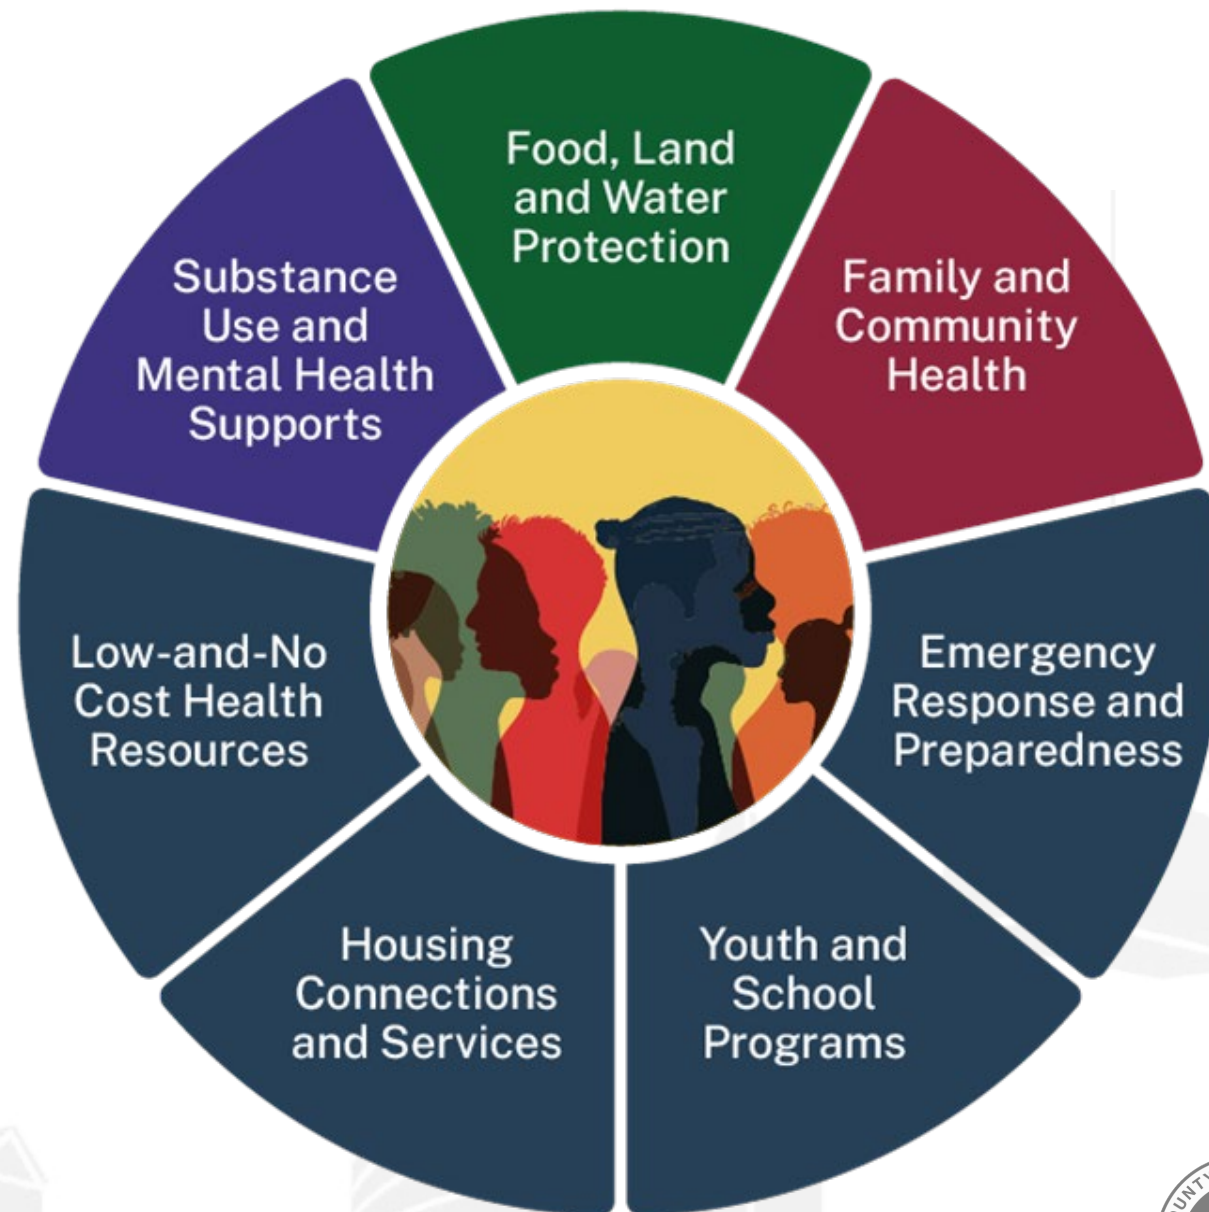 Food, Land
and Water
Protection
Family and
Community
Health
Emergency
Response and
Preparedness
Youth and
School
Programs
Housing
Connections
and Services
Low-and-No
Cost Health
Resources
Substance
Use and
Mental Health
Supports